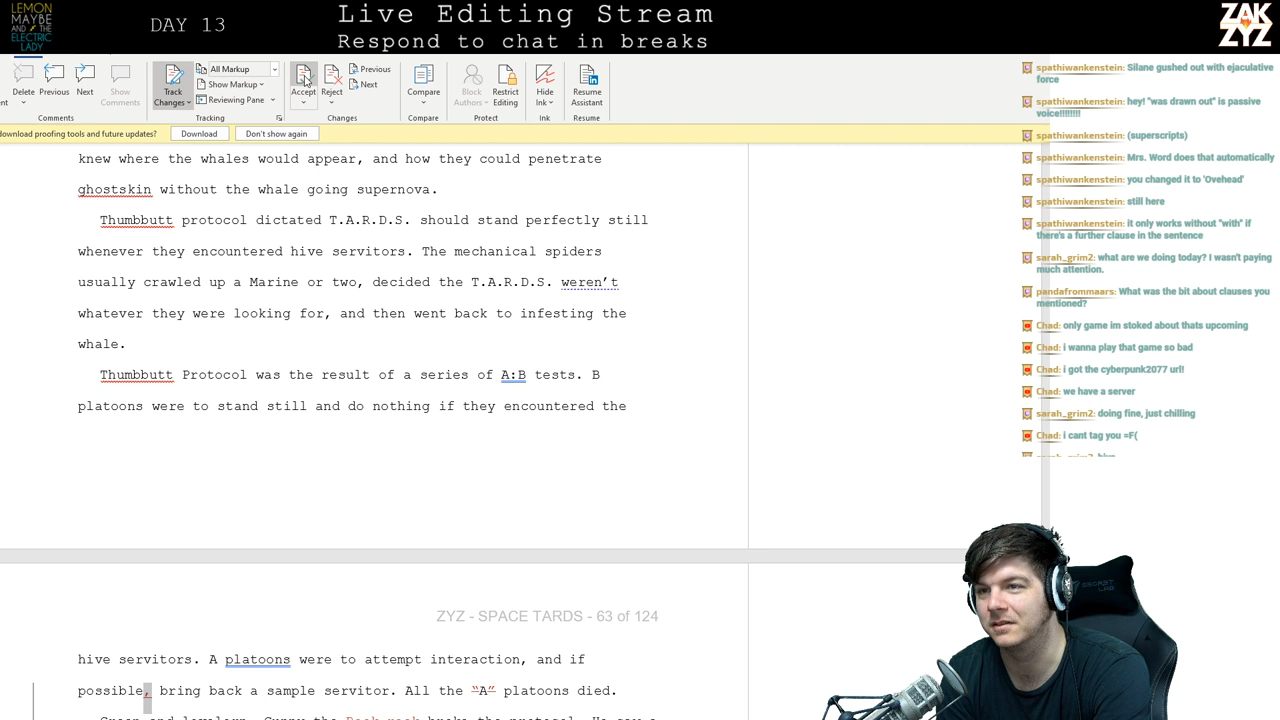 LEMON
MAYBE
AND THE
ELECTRIC
LADY
DAY 13
Live Editing Stream
Respond to chat in breaks
ZAK
ZYZ
Delete
Previous
Next
Show
Comments
Comments
Track
Changes
All Markup
Show Markup
Reviewing Pane
Tracking
Accept
Reject
Previous
Next
Changes
Compare
Compare
Block
Authors
Restrict
Editing
Protect
Hide
Ink
Ink
Resume
Assistant
Resume
download proofing tools and future updates?
Download
Don't show again
knew where the whales would appear, and how they could penetrate
ghostskin without the whale going supernova.
Thumbbutt protocol dictated T.A.R.D.S. should stand perfectly still
whenever they encountered hive servitors. The mechanical spiders
usually crawled up a Marine or two, decided the T.A.R.D.S. weren’t
whatever they were looking for, and then went back to infesting the
whale.
Thumbbutt Protocol was the result of a series of A:B tests. B
platoons were to stand still and do nothing if they encountered the
ZYZ - SPACE TARDS - 63 of 124
hive servitors. A platoons were to attempt interaction, and if
possible, bring back a sample servitor. All the “A” platoons died.
spathiwankenstein: Silane gushed out with ejaculative
force
spathiwankenstein: hey! "was drawn out" is passive
voice!!!!!!!!
spathiwankenstein: (superscripts)
spathiwankenstein: Mrs. Word does that automatically
spathiwankenstein: you changed it to 'Ovehead'
spathiwankenstein: still here
spathiwankenstein: it only works without "with" if
there's a further clause in the sentence
sarah_grim2: what are we doing today? I wasn't paying
much attention.
pandafrommaars: What was the bit about clauses you
mentioned?
Chad: only game im stoked about thats upcoming
Chad: i wanna play that game so bad
Chad: i got the cyberpunk2077 url!
Chad: we have a server
sarah_grim2: doing fine, just chilling
Chad: i cant tag you =F(